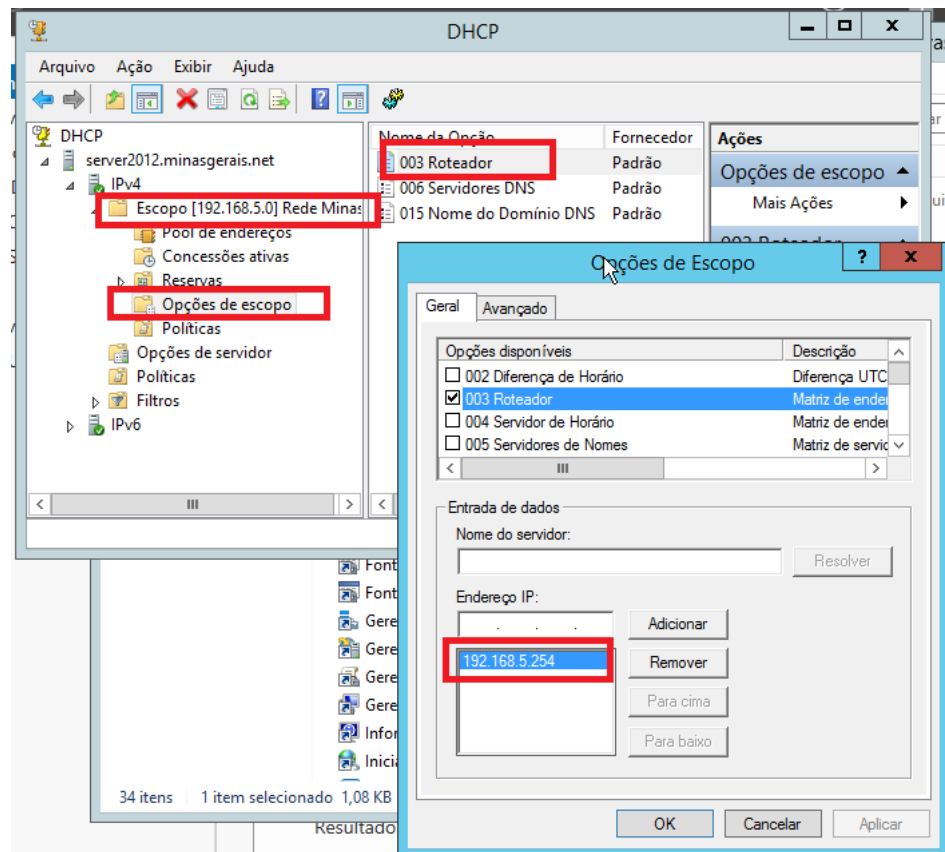 DHCP
Arquivo Ação Exibir Ajuda
DHCP
server2012.minasgerais.net
IPv4
Escopo [192.168.5.0] Rede Minas
Pool de endereços
Concessões ativas
Reservas
Opções de escopo
Políticas
Opções de servidor
Políticas
Filtros
IPv6
Nome da Opção Fornecedor
003 Roteador Padrão
006 Servidores DNS Padrão
015 Nome do Domínio DNS Padrão
Ações
Opções de escopo
Mais Ações
003 Roteador
Opções de Escopo
? x
Geral Avançado
Opções disponíveis Descrição
002 Diferença de Horário Diferença UTC
003 Roteador Matriz de ender
004 Servidor de Horário Matriz de ender
005 Servidores de Nomes Matriz de servic
Entrada de dados
Nome do servidor:
Resolver
Endereço IP:
. . .
Adicionar
192.168.5.254
Remover
Para cima
Para baixo
OK Cancelar Aplicar
Font
Font
Gere
Gere
Gere
Gere
Infor
Inicia
34 itens 1 item selecionado 1,08 KB
Resultado